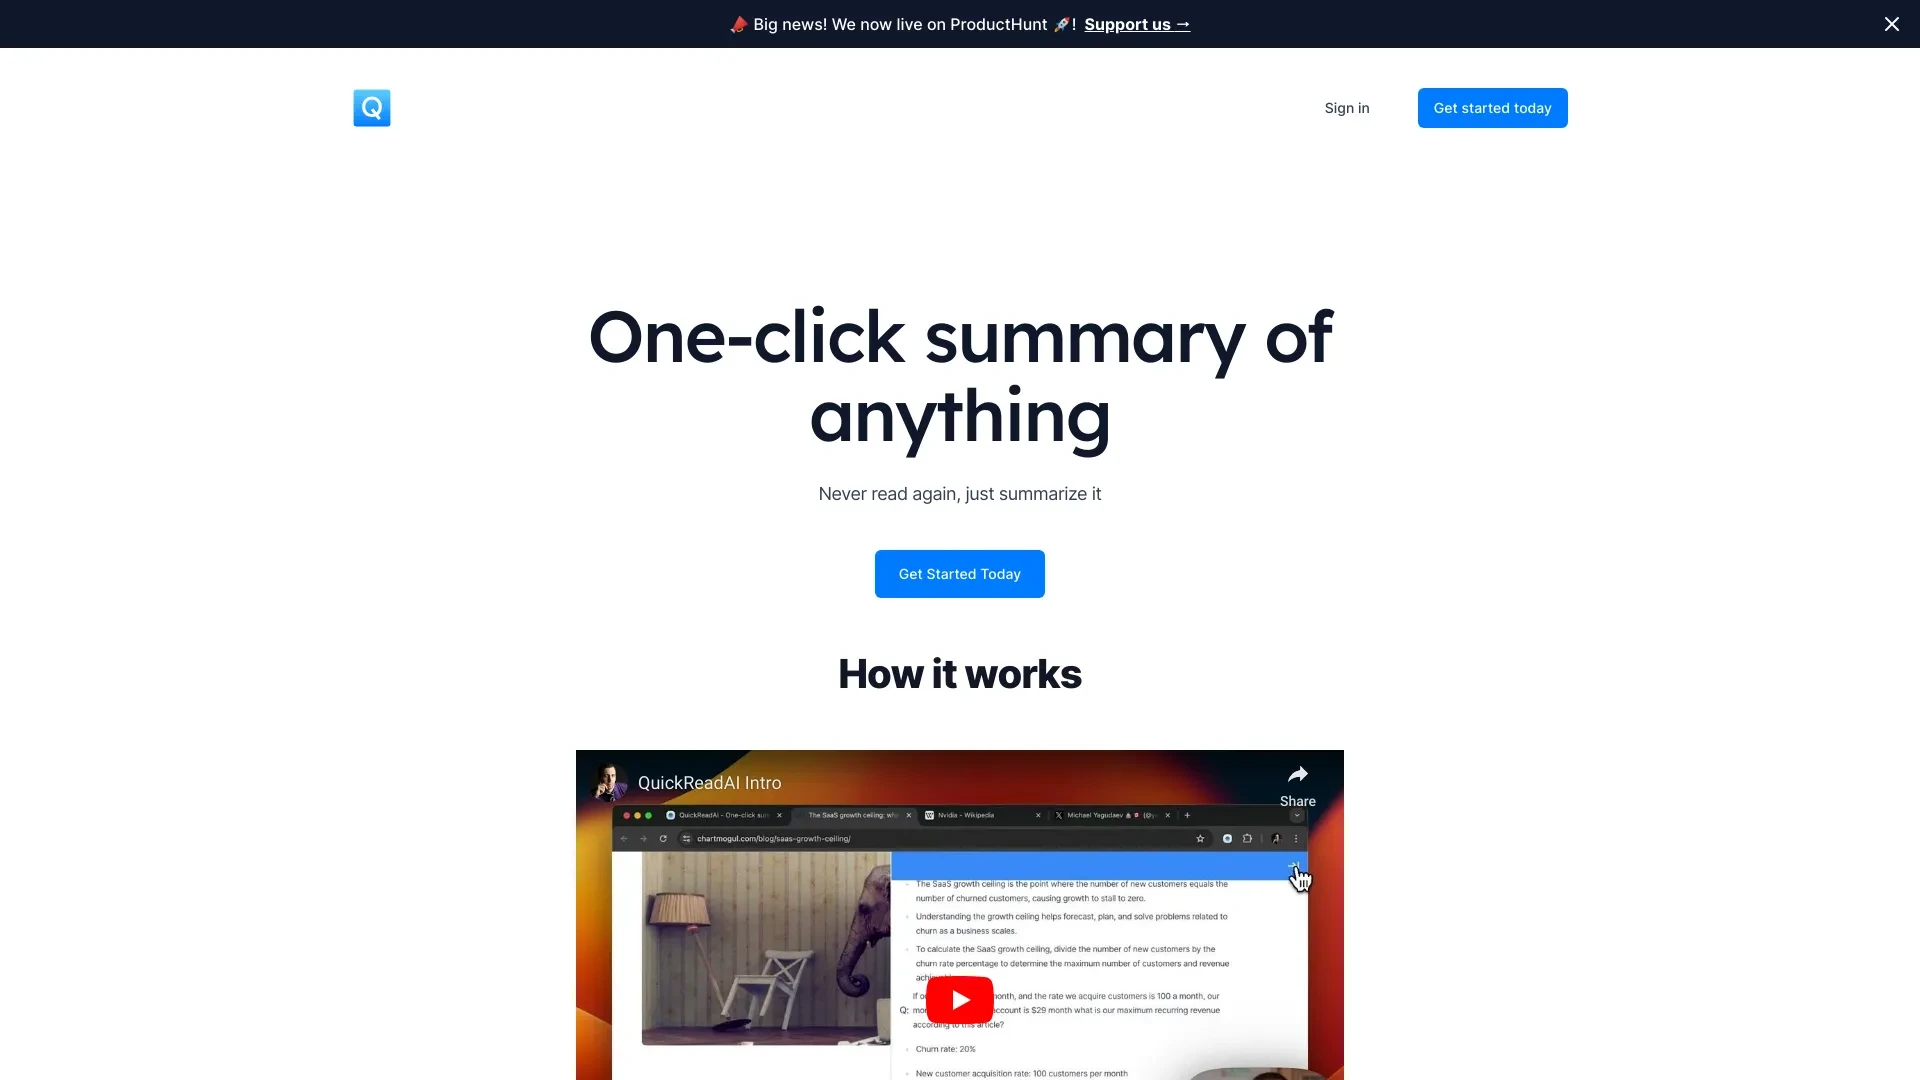 📣 Big news! We now live on ProductHunt 🚀! Support us →
Q
Sign in
Get started today
One-click summary of
anything
Never read again, just summarize it
Get Started Today
How it works
QuickReadAI Intro
Share
QuickReadAI - One-click sum
The SaaS growth ceiling: wh
Nvidia - Wikipedia
Michael Yagudaev
chartmogul.com/blog/saas-growth-ceiling/
The SaaS growth ceiling is the point where the number of new customers equals the
number of churned customers, causing growth to stall to zero.
Understanding the growth ceiling helps forecast, plan, and solve problems related to
churn as a business scales.
To calculate the SaaS growth ceiling, divide the number of new customers by the
churn rate percentage to determine the maximum number of customers and revenue
If month, and the rate we acquire customers is 100 a month, our
Q: account is $29 month what is our maximum recurring revenue
according to this article?
Churn rate: 20%
New customer acquisition rate: 100 customers per month